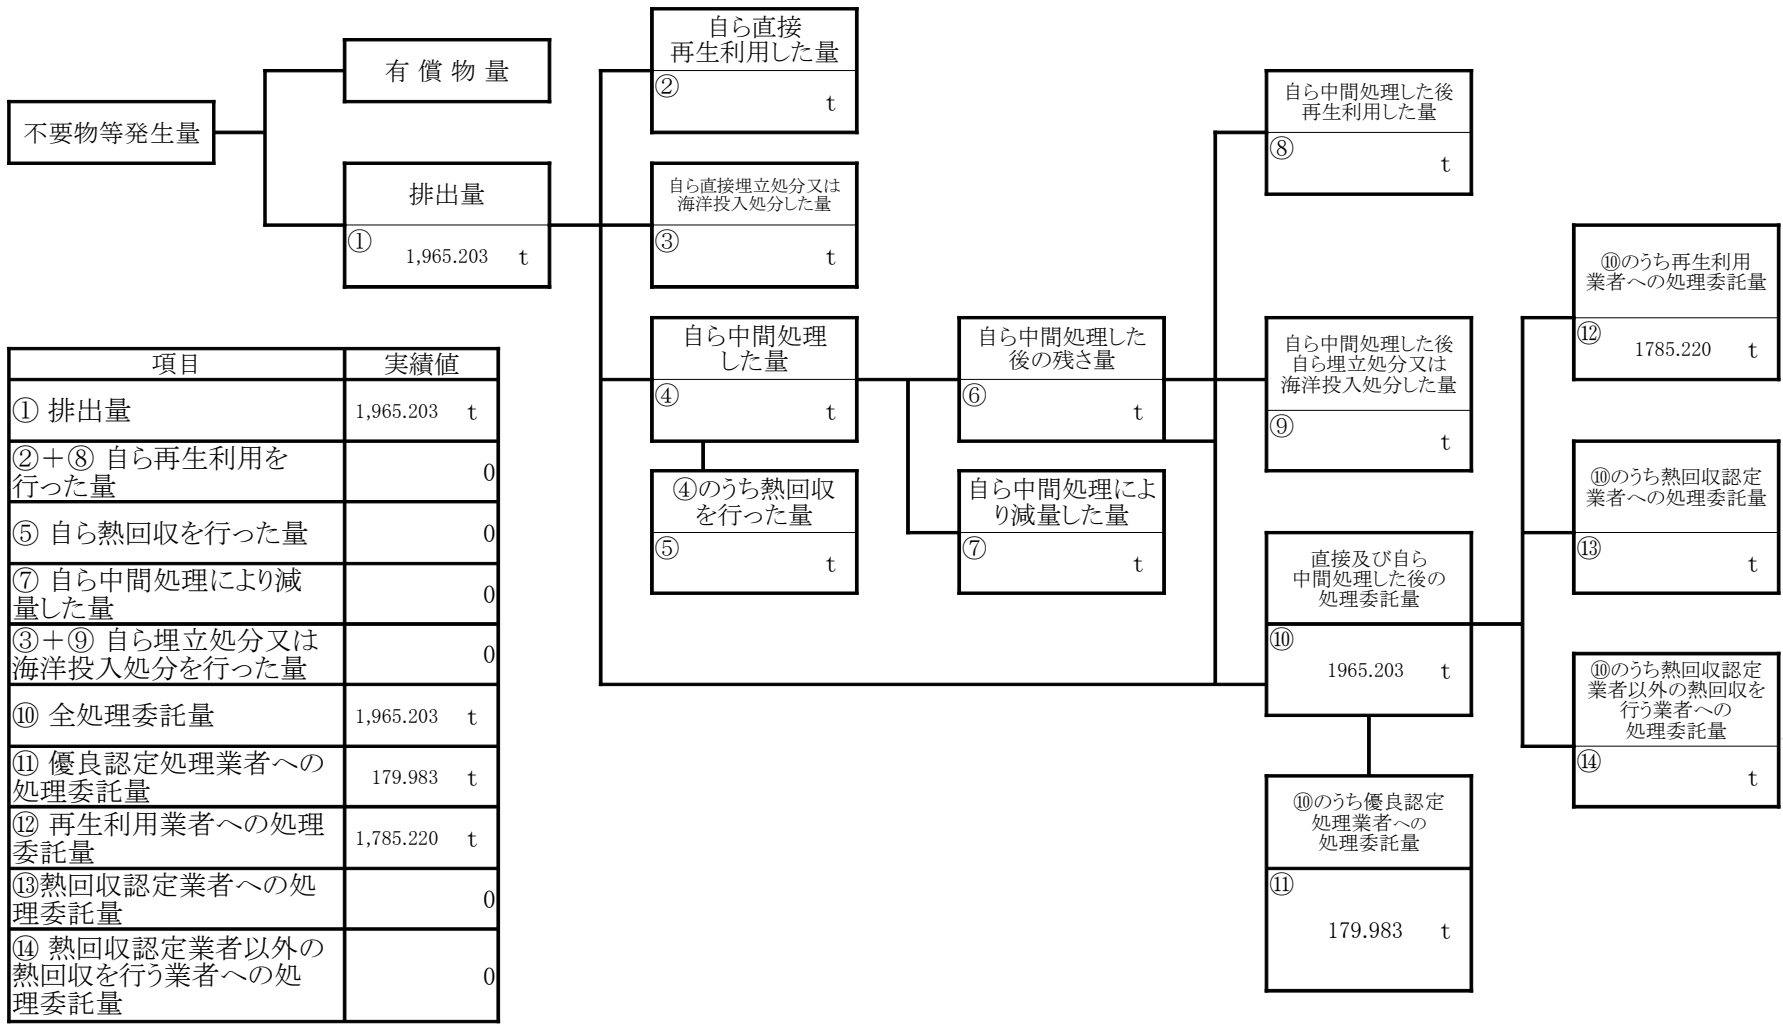 不要物等発生量
有 償 物 量
排出量
①
1,965.203 t
自ら直接
再生利用した量
②
t
自ら直接埋立処分又は
海洋投入処分した量
③
t
自ら中間処理
した量
④
t
④のうち熱回収
を行った量
⑤
t
自ら中間処理した
後の残さ量
⑥
t
自ら中間処理によ
り減量した量
⑦
t
自ら中間処理した後
再生利用した量
⑧
t
自ら中間処理した後
自ら埋立処分又は
海洋投入処分した量
⑨
t
直接及び自ら
中間処理した後の
処理委託量
⑩
1965.203 t
⑩のうち優良認定
処理業者への
処理委託量
⑪
179.983 t
⑩のうち再生利用
業者への処理委託量
⑫
1785.220 t
⑩のうち熱回収認定
業者への処理委託量
⑬
t
⑩のうち熱回収認定
業者以外の熱回収を
行う業者への
処理委託量
⑭
t
項目 実績値
① 排出量 1,965.203 t
②＋⑧ 自ら再生利用を
行った量 0
⑤ 自ら熱回収を行った量 0
⑦ 自ら中間処理により減
量した量 0
③＋⑨ 自ら埋立処分又は
海洋投入処分を行った量 0
⑩ 全処理委託量 1,965.203 t
⑪ 優良認定処理業者への
処理委託量 179.983 t
⑫ 再生利用業者への処理
委託量 1,785.220 t
⑬熱回収認定業者への処
理委託量 0
⑭ 熱回収認定業者以外の
熱回収を行う業者への処
理委託量 0